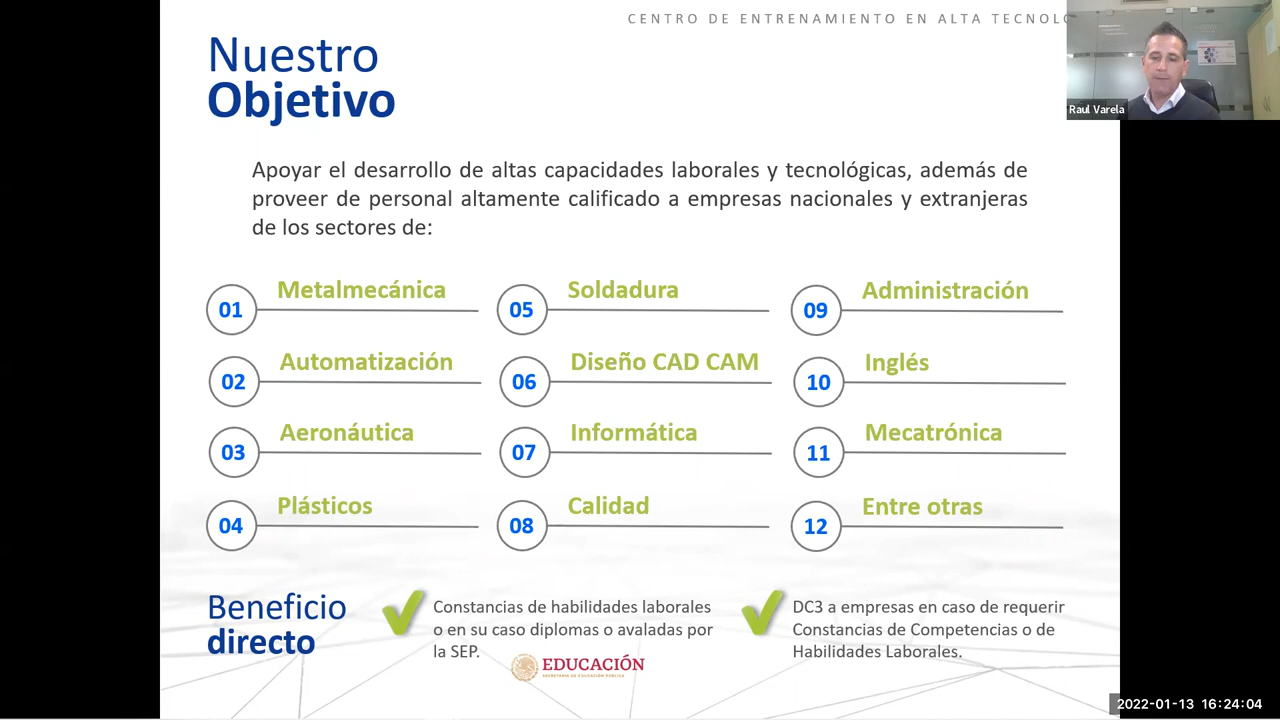 CENTRO DE ENTRENAMIENTO EN ALTA
Nuestro
Objetivo
Raul Varela
Apoyar el desarrollo de altas capacidades laborales y tecnológicas, además de
proveer de personal altamente calificado a empresas nacionales y extranjeras
de los sectores de:
01 Metalmecánica
02 Automatización
03 Aeronáutica
04 Plásticos
05 Soldadura
06 Diseño CAD CAM
07 Informática
08 Calidad
09 Administración
10 Inglés
11 Mecatrónica
12 Entre otras
Beneficio
directo
Constancias de habilidades laborales
o en su caso diplomas o avaladas por
la SEP.
EDUCACIÓN
SECRETARÍA DE EDUCACIÓN PÚBLICA
DC3 a empresas en caso de requerir
Constancias de Competencias o de
Habilidades Laborales.
2022-01-13 16:24:04